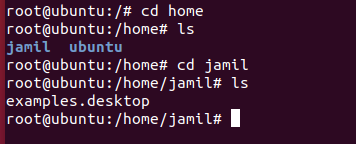 root@ubuntu:/# cd home
root@ubuntu:/home# ls
jamil  ubuntu
root@ubuntu:/home# cd jamil
root@ubuntu:/home/jamil# ls
examples.desktop
root@ubuntu:/home/jamil#